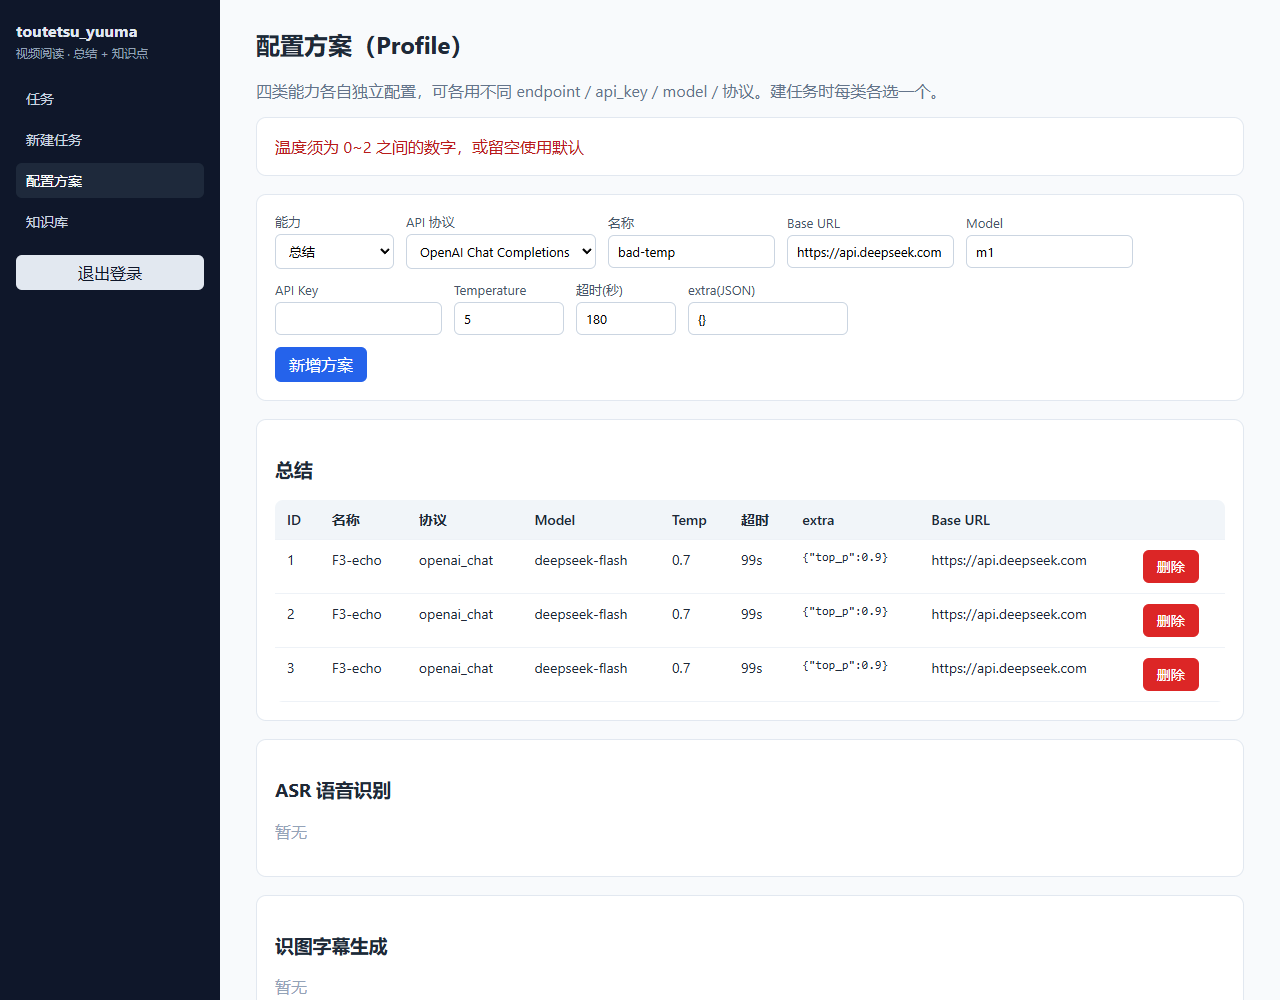 toutetsu_yuuma
视频阅读 · 总结 + 知识点
任务
新建任务
配置方案
知识库
退出登录
配置方案（Profile）
四类能力各自独立配置，可各用不同 endpoint / api_key / model / 协议。建任务时每类各选一个。
温度须为 0~2 之间的数字，或留空使用默认
能力 API 协议 名称 Base URL Model
总结 OpenAI Chat Completions bad-temp https://api.deepseek.com m1
API Key Temperature 超时(秒) extra(JSON)
5 180 {}
新增方案
总结
ID 名称 协议 Model Temp 超时 extra Base URL
1 F3-echo openai_chat deepseek-flash 0.7 99s {"top_p":0.9} https://api.deepseek.com 删除
2 F3-echo openai_chat deepseek-flash 0.7 99s {"top_p":0.9} https://api.deepseek.com 删除
3 F3-echo openai_chat deepseek-flash 0.7 99s {"top_p":0.9} https://api.deepseek.com 删除
ASR 语音识别
暂无
识图字幕生成
暂无